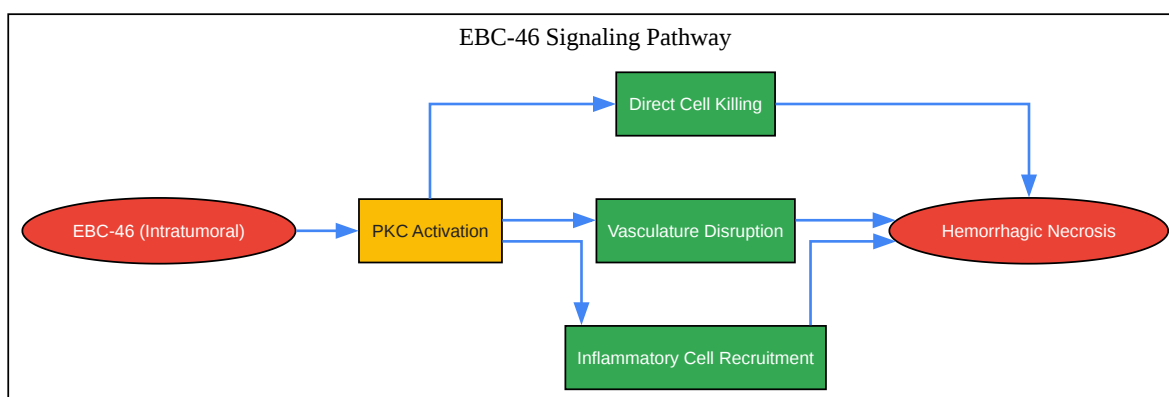 EBC-46 Signaling Pathway
Direct Cell Killing
EBC-46 (Intratumoral)
PKC Activation
Vasculature Disruption
Hemorrhagic Necrosis
Inflammatory Cell Recruitment